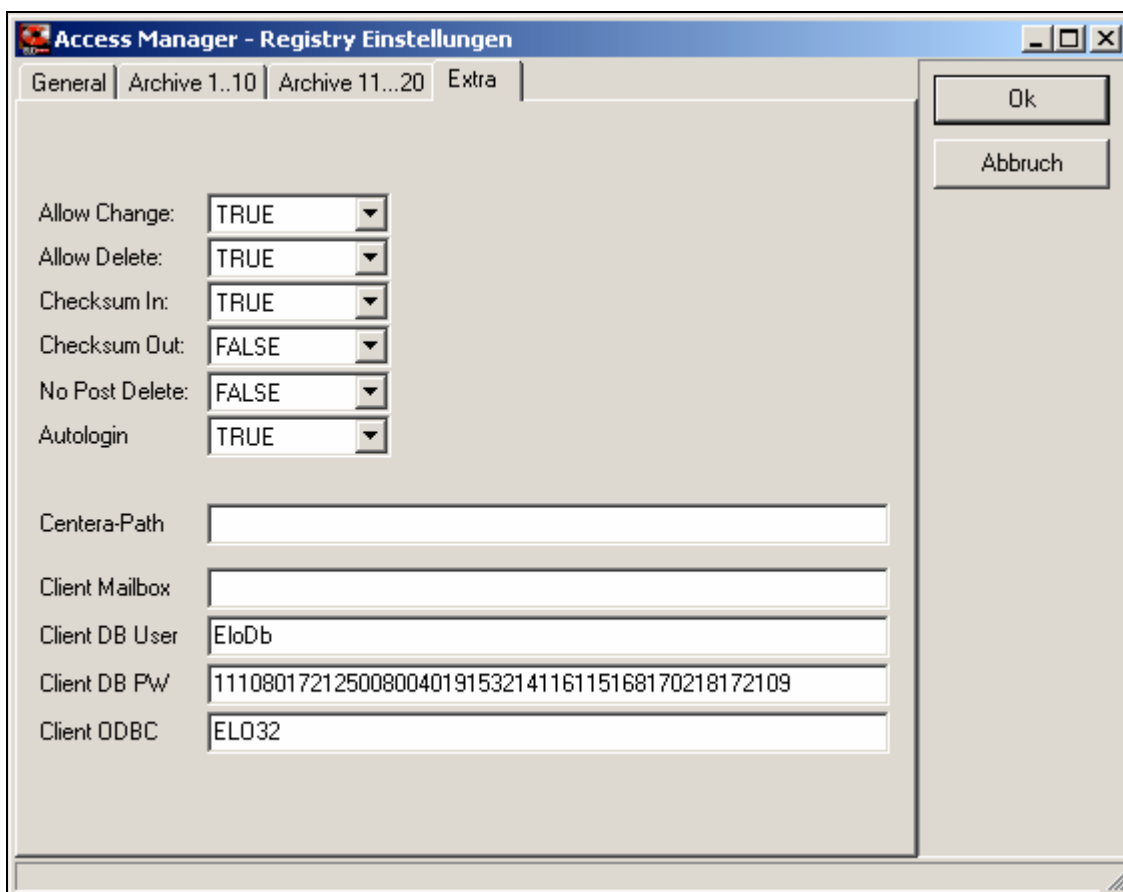 Access Manager - Registry Einstellungen
General Archive 1..10 Archive 11...20 Extra
Ok
Abbruch
Allow Change: TRUE
Allow Delete: TRUE
Checksum In: TRUE
Checksum Out: FALSE
No Post Delete: FALSE
Autologin TRUE
Centera-Path
Client Mailbox
Client DB User EloDb
Client DB PW 111080172125008004019153214116115168170218172109
Client ODBC ELO32